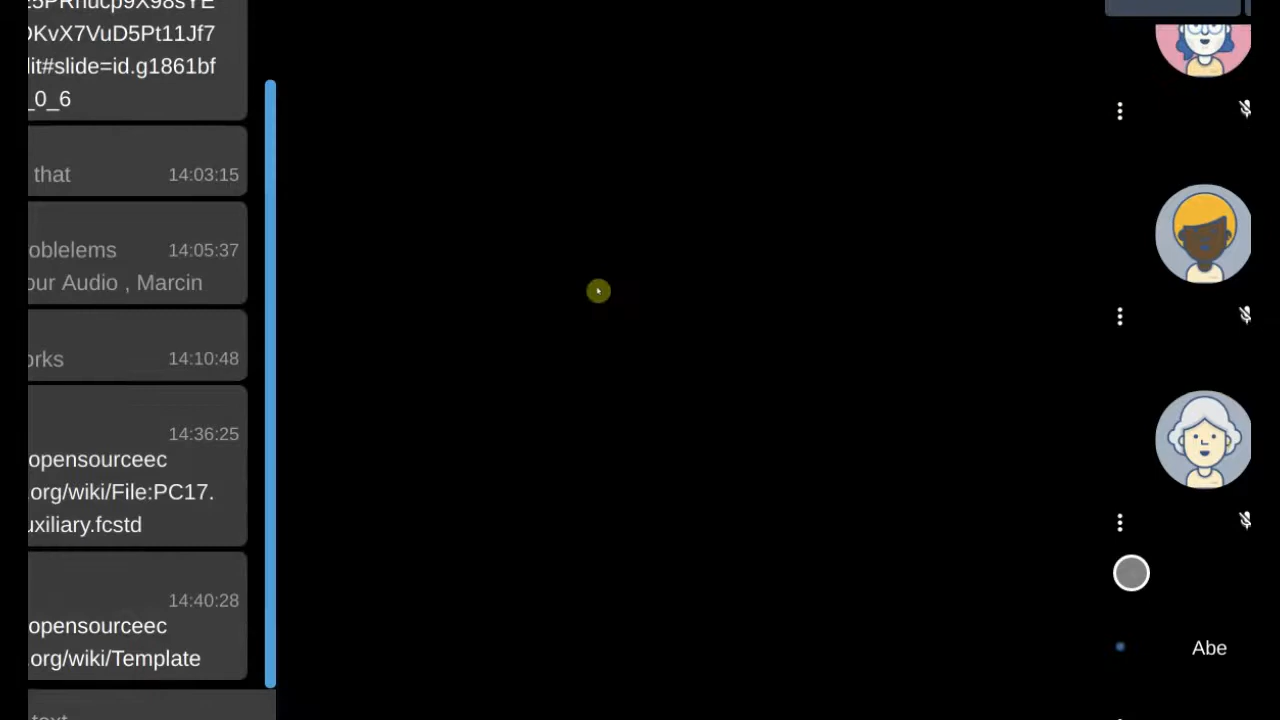 DKvX7VuD5Pt11Jf7
lit#slide=id.g1861bf
_0_6
that 14:03:15
oblelems 14:05:37
our Audio , Marcin
orks 14:10:48
14:36:25
opensourceec
.org/wiki/File:PC17.
uxiliary.fcstd
14:40:28
opensourceec
.org/wiki/Template
Abe